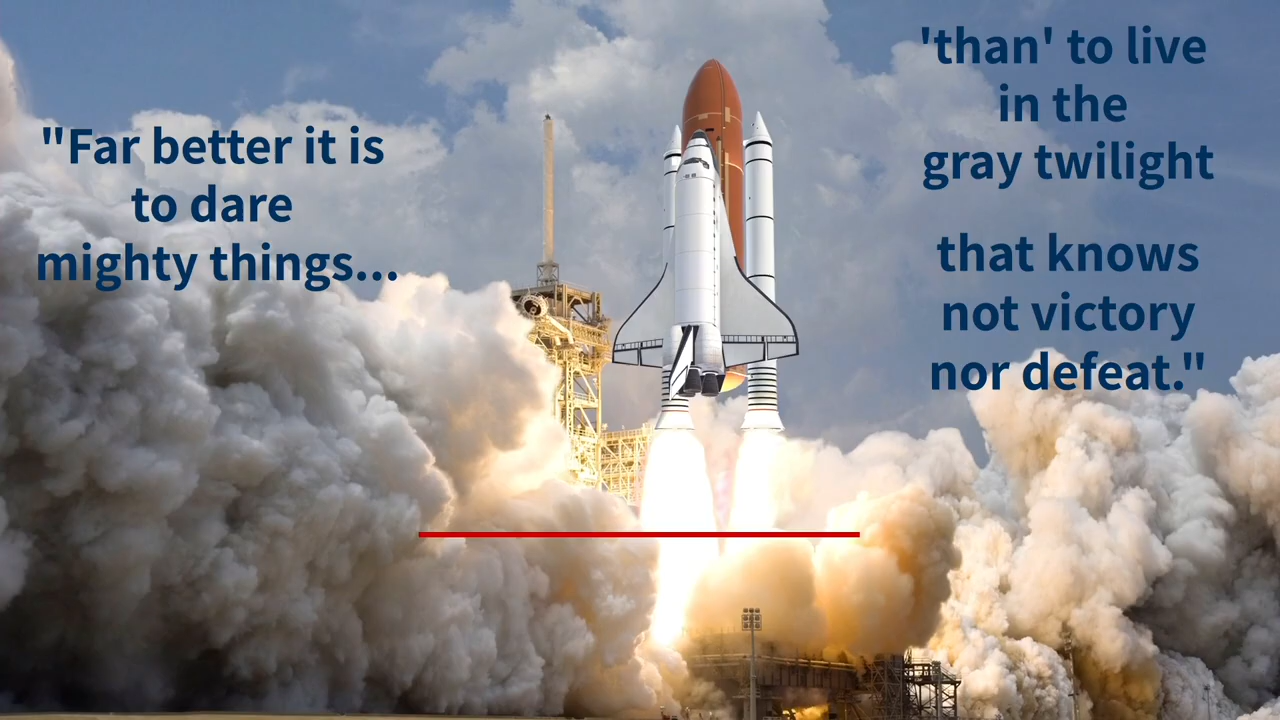 "Far better it is
to dare
mighty things...
'than' to live
in the
gray twilight
that knows
not victory
nor defeat."